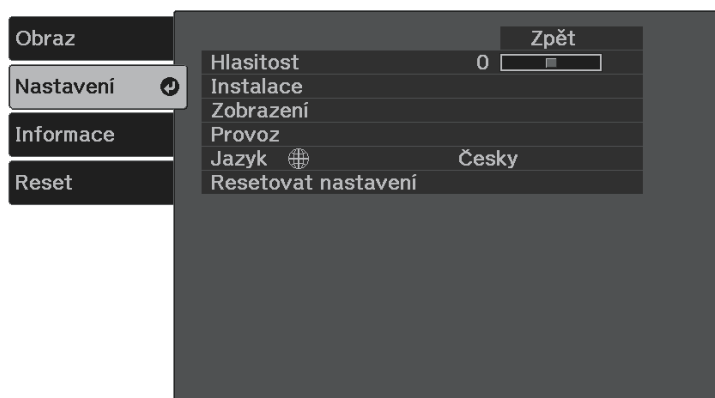 Obraz
Nastavení
Informace
Reset
Zpět
Hlasitost 0
Instalace
Zobrazení
Provoz
Jazyk Česky
Resetovat nastavení